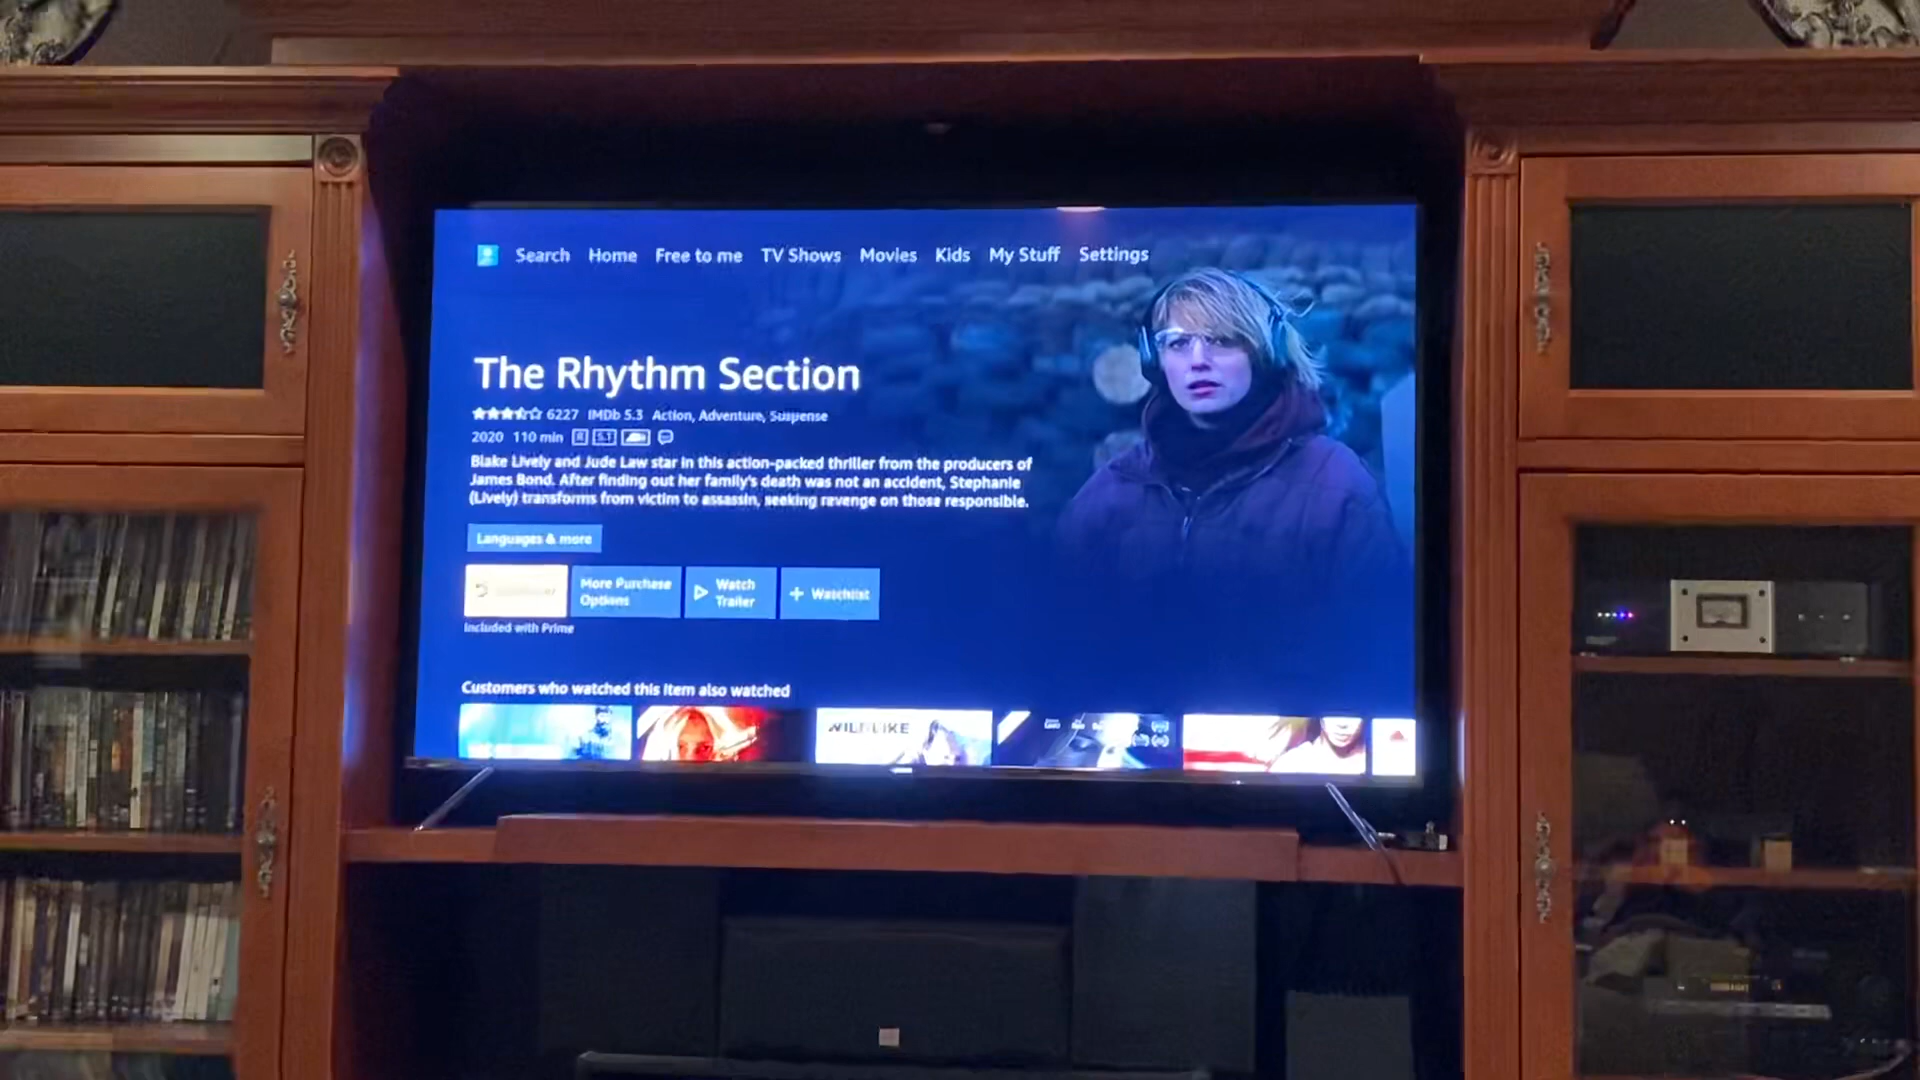 Search Home Free to me TV Shows Movies Kids My Stuff Settings
The Rhythm Section
6227 IMDb 5.3 Action, Adventure, Suspense
2020 110 min R 5.1
Blake Lively and Jude Law star in this action-packed thriller from the producers of
James Bond. After finding out her family's death was not an accident, Stephanie
(Lively) transforms from victim to assassin, seeking revenge on those responsible.
Languages & more
More Purchase
Options
Watch
Trailer
+ Watchlist
Included with Prime
Customers who watched this item also watched
WILDLIKE